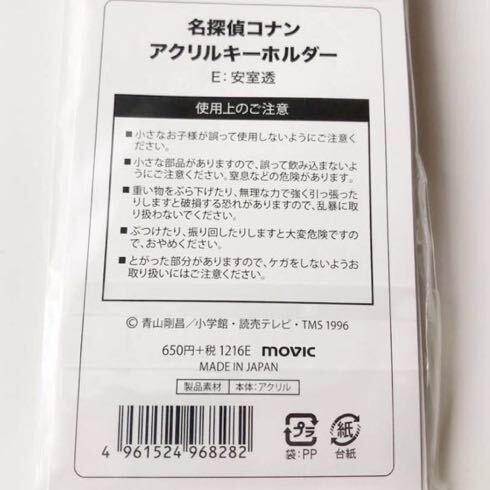 名探偵コナン
アクリルキーホルダー
E：安室透
使用上のご注意
■小さなお子様が誤って使用しないようにご注意く
ださい。
■小さな部品がありますので、誤って飲み込まないよ
うにご注意ください。窒息などの危険があります。
■重い物をぶら下げたり、無理な力で強く引っ張った
りしますと破損する恐れがありますので、乱暴に取
り扱わないでください。
■ぶつけたり、振り回したりしますと大変危険ですの
で、おやめください。
■とがった部分がありますので、ケガをしないようお
取り扱いにはご注意ください。
© 青山剛昌／小学館・読売テレビ・TMS 1996
650円＋税 1216E movic
MADE IN JAPAN
製品素材 本体：アクリル
4 961524 968282
プラ
袋：PP
紙
台紙